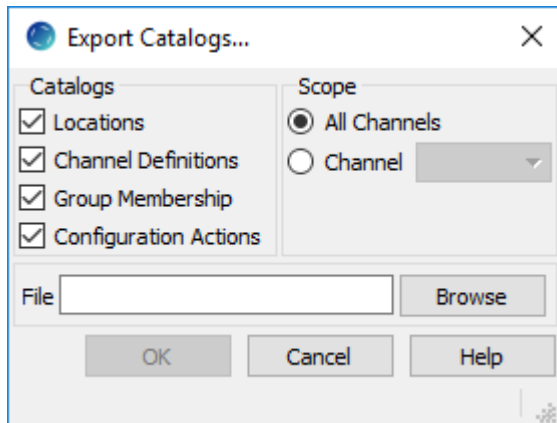 Export Catalogs...
Catalogs
Locations
Channel Definitions
Group Membership
Configuration Actions
Scope
All Channels
Channel
File
Browse
OK
Cancel
Help